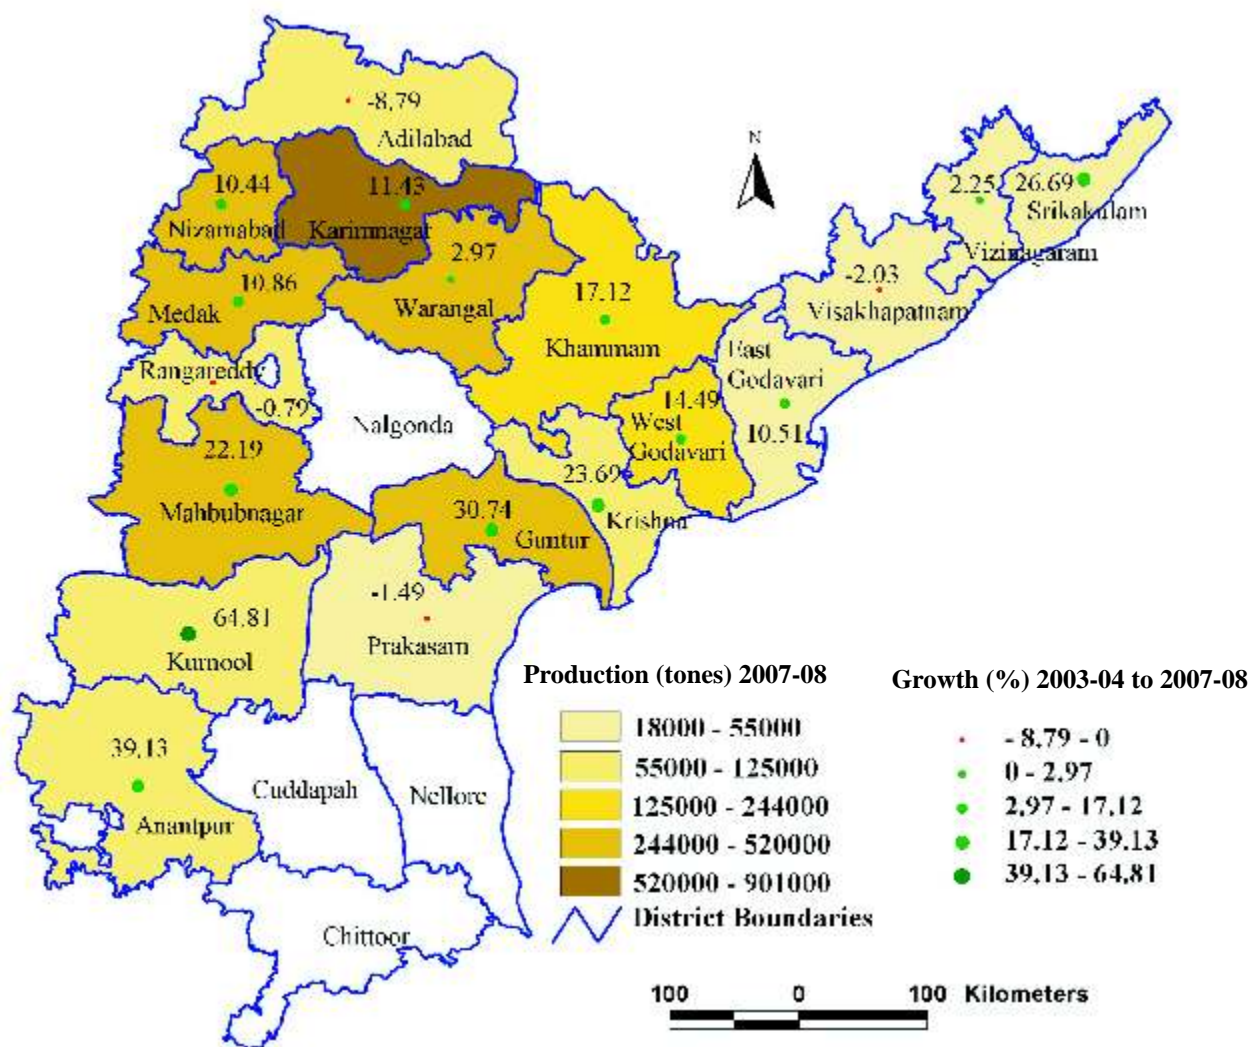 -8.79
Adilabad
10.44
Nizamabad
11.43
Karimnagar
2.97
Warangal
10.86
Medak
17.12
Khammam
Rangareddy
-0.79
Nalgonda
22.19
Mahbubnagar
2.25
Vizinagaram
26.69
Srikakulam
-2.03
Visakhapatnam
East
Godavari
10.51
14.49
West
Godavari
23.69
Krishna
30.74
Guntur
-1.49
Prakasam
64.81
Kurnool
39.13
Anantpur
Cuddapah
Nellore
Chittoor
N
Production (tones) 2007-08
18000 - 55000
55000 - 125000
125000 - 244000
244000 - 520000
520000 - 901000
District Boundaries
Growth (%) 2003-04 to 2007-08
- 8.79 - 0
0 - 2.97
2.97 - 17.12
17.12 - 39.13
39.13 - 64.81
100 0 100 Kilometers